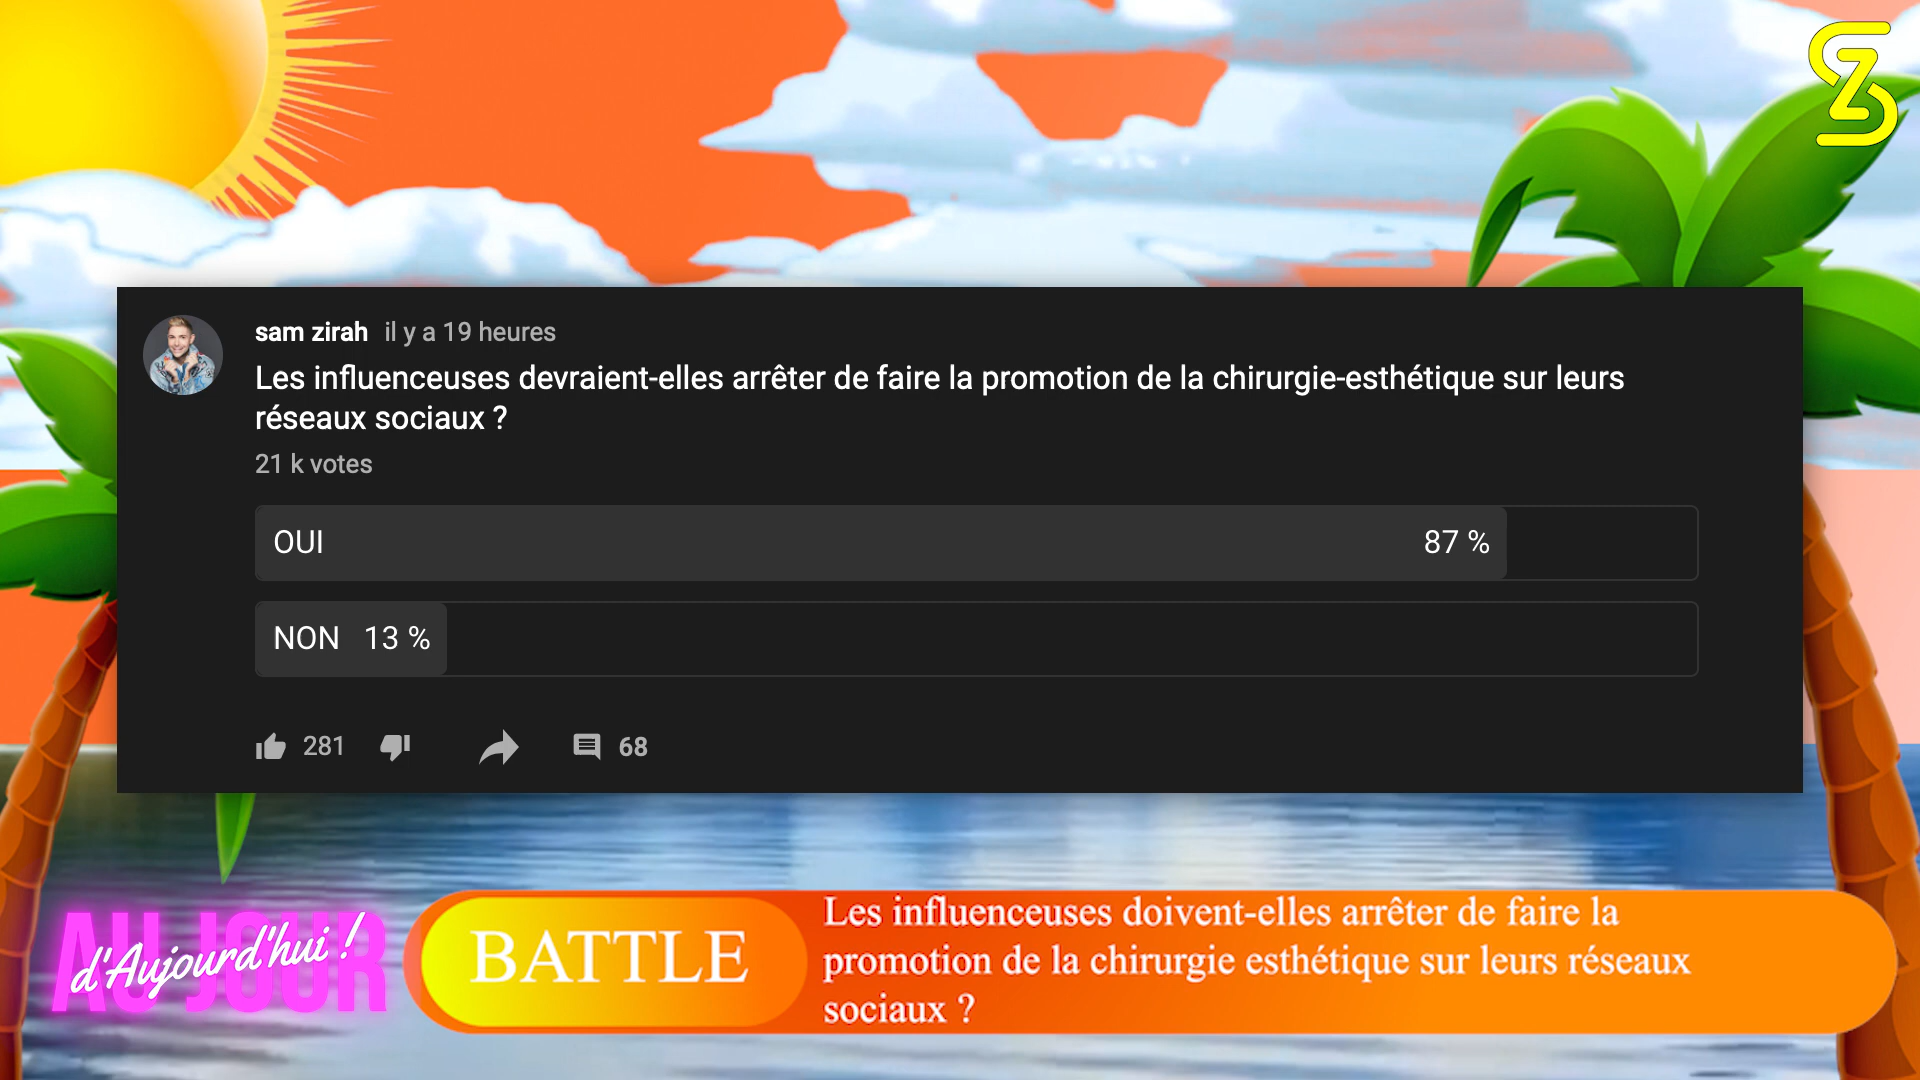 sam zirah il y a 19 heures
Les influenceuses devraient-elles arrêter de faire la promotion de la chirurgie-esthétique sur leurs
réseaux sociaux ?
21 k votes
OUI 87 %
NON 13 %
281 68
AU JOUR
d'Aujourd'hui !
BATTLE
Les influenceuses doivent-elles arrêter de faire la
promotion de la chirurgie esthétique sur leurs réseaux
sociaux ?